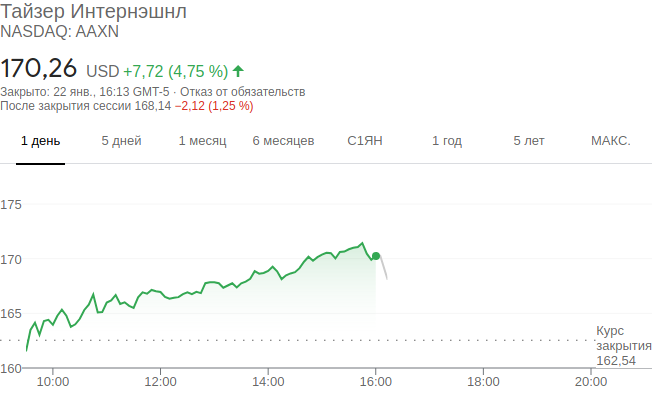 Тайзер Интернэшнл
NASDAQ: AAXN
170,26 USD +7,72 (4,75 %)
Закрыто: 22 янв., 16:13 GMT-5 · Отказ от обязательств
После закрытия сессии 168,14 −2,12 (1,25 %)
1 день 5 дней 1 месяц 6 месяцев С1ЯН 1 год 5 лет МАКС.
175
170
165
Курс
закрытия
162,54
160
10:00 12:00 14:00 16:00 18:00 20:00